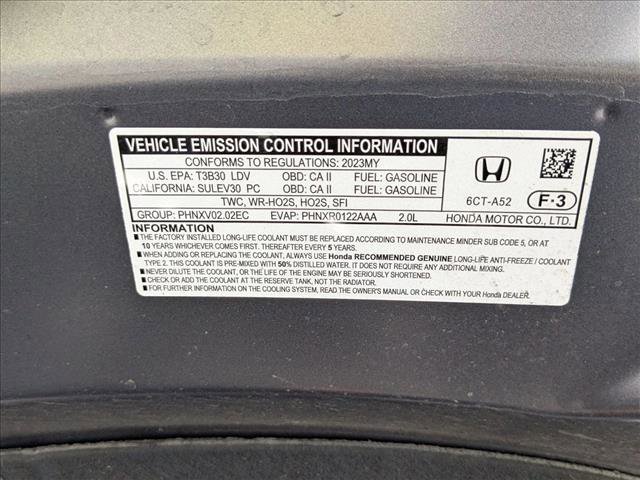 VEHICLE EMISSION CONTROL INFORMATION
CONFORMS TO REGULATIONS: 2023MY
U.S. EPA: T3B30 LDV OBD: CA II FUEL: GASOLINE
CALIFORNIA: SULEV30 PC OBD: CA II FUEL: GASOLINE
TWC, WR-HO2S, HO2S, SFI
GROUP: PHNXV02.02EC EVAP: PHNXR0122AAA 2.0L
6CT-A52 F-3
HONDA MOTOR CO., LTD.
INFORMATION
■ THE FACTORY INSTALLED LONG-LIFE COOLANT MUST BE REPLACED ACCORDING TO MAINTENANCE MINDER SUB CODE 5, OR AT
10 YEARS WHICHEVER COMES FIRST. THEREAFTER EVERY 5 YEARS.
■ WHEN ADDING OR REPLACING THE COOLANT, ALWAYS USE Honda RECOMMENDED GENUINE LONG-LIFE ANTI-FREEZE / COOLANT
TYPE 2. THIS COOLANT IS PRE-MIXED WITH 50% DISTILLED WATER. IT DOES NOT REQUIRE ANY ADDITIONAL MIXING.
■ NEVER DILUTE THE COOLANT, OR THE LIFE OF THE ENGINE MAY BE SERIOUSLY SHORTENED.
■ CHECK OR ADD THE COOLANT AT THE RESERVE TANK, NOT THE RADIATOR.
■ FOR FURTHER INFORMATION ON THE COOLING SYSTEM, READ THE OWNER'S MANUAL OR CHECK WITH YOUR Honda DEALER.